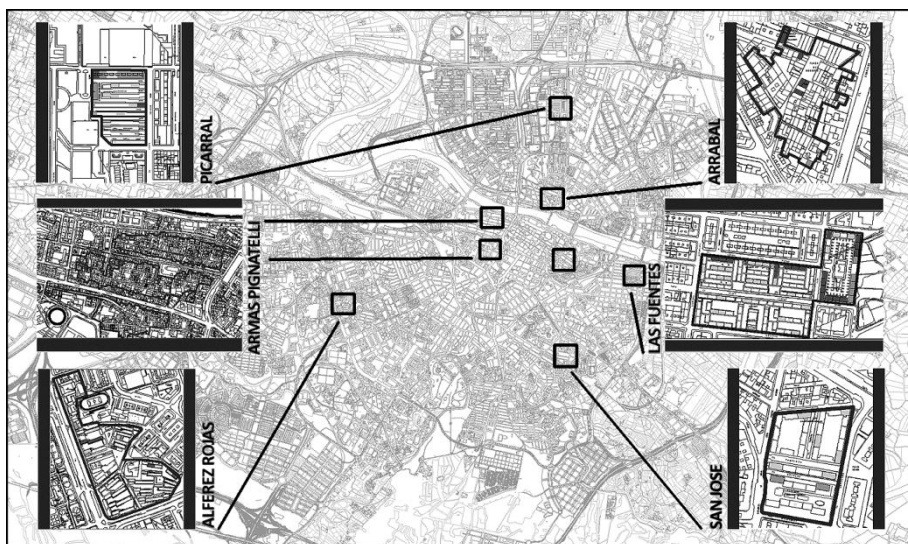 PICARRAL
ARRABAL
ARMAS-PIGNATELLI
LAS FUENTES
ALFEREZ ROJAS
SAN JOSE